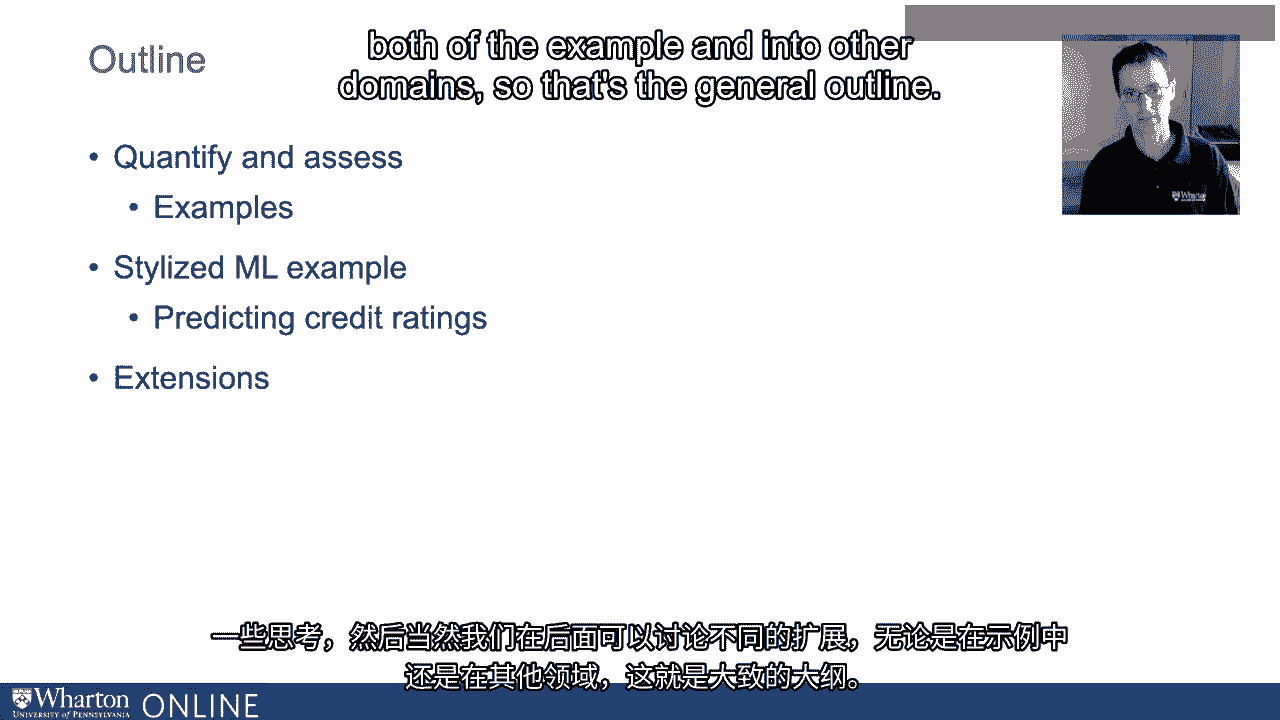 Outline
both of the example and into other
domains, so that's the general outline.
• Quantify and assess
• Examples
• Stylized ML example
• Predicting credit ratings
• Extensions
Wharton
一些思考，然后当然我们在后面可以讨论不同的扩展，无论是在示例中
还是在其他领域，这就是大致的大纲。
Wharton ONLINE
UNIVERSITY of PENNSYLVANIA